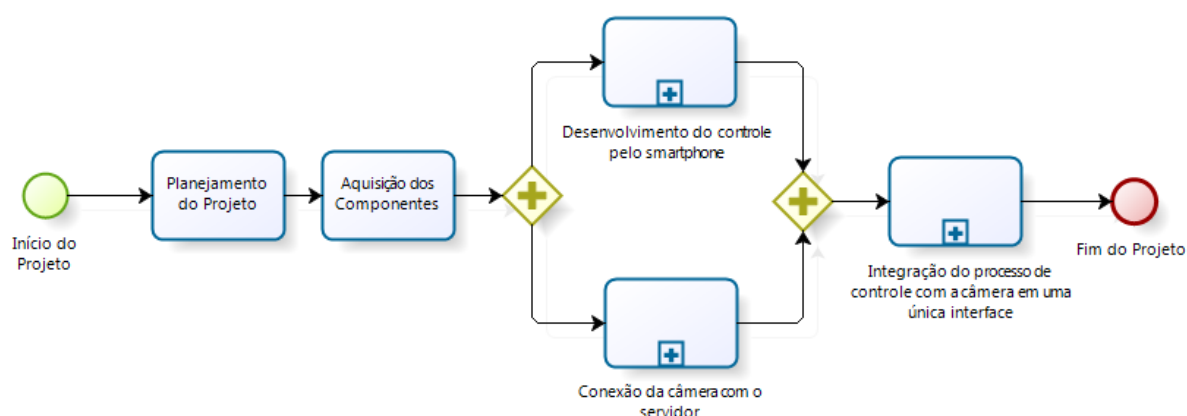 Início do
Projeto
Planejamento
do Projeto
Aquisição dos
Componentes
Desenvolvimento do controle
pelo smartphone
Conexão da câmera com o
servidor
Integração do processo de
controle com a câmera em uma
única interface
Fim do Projeto